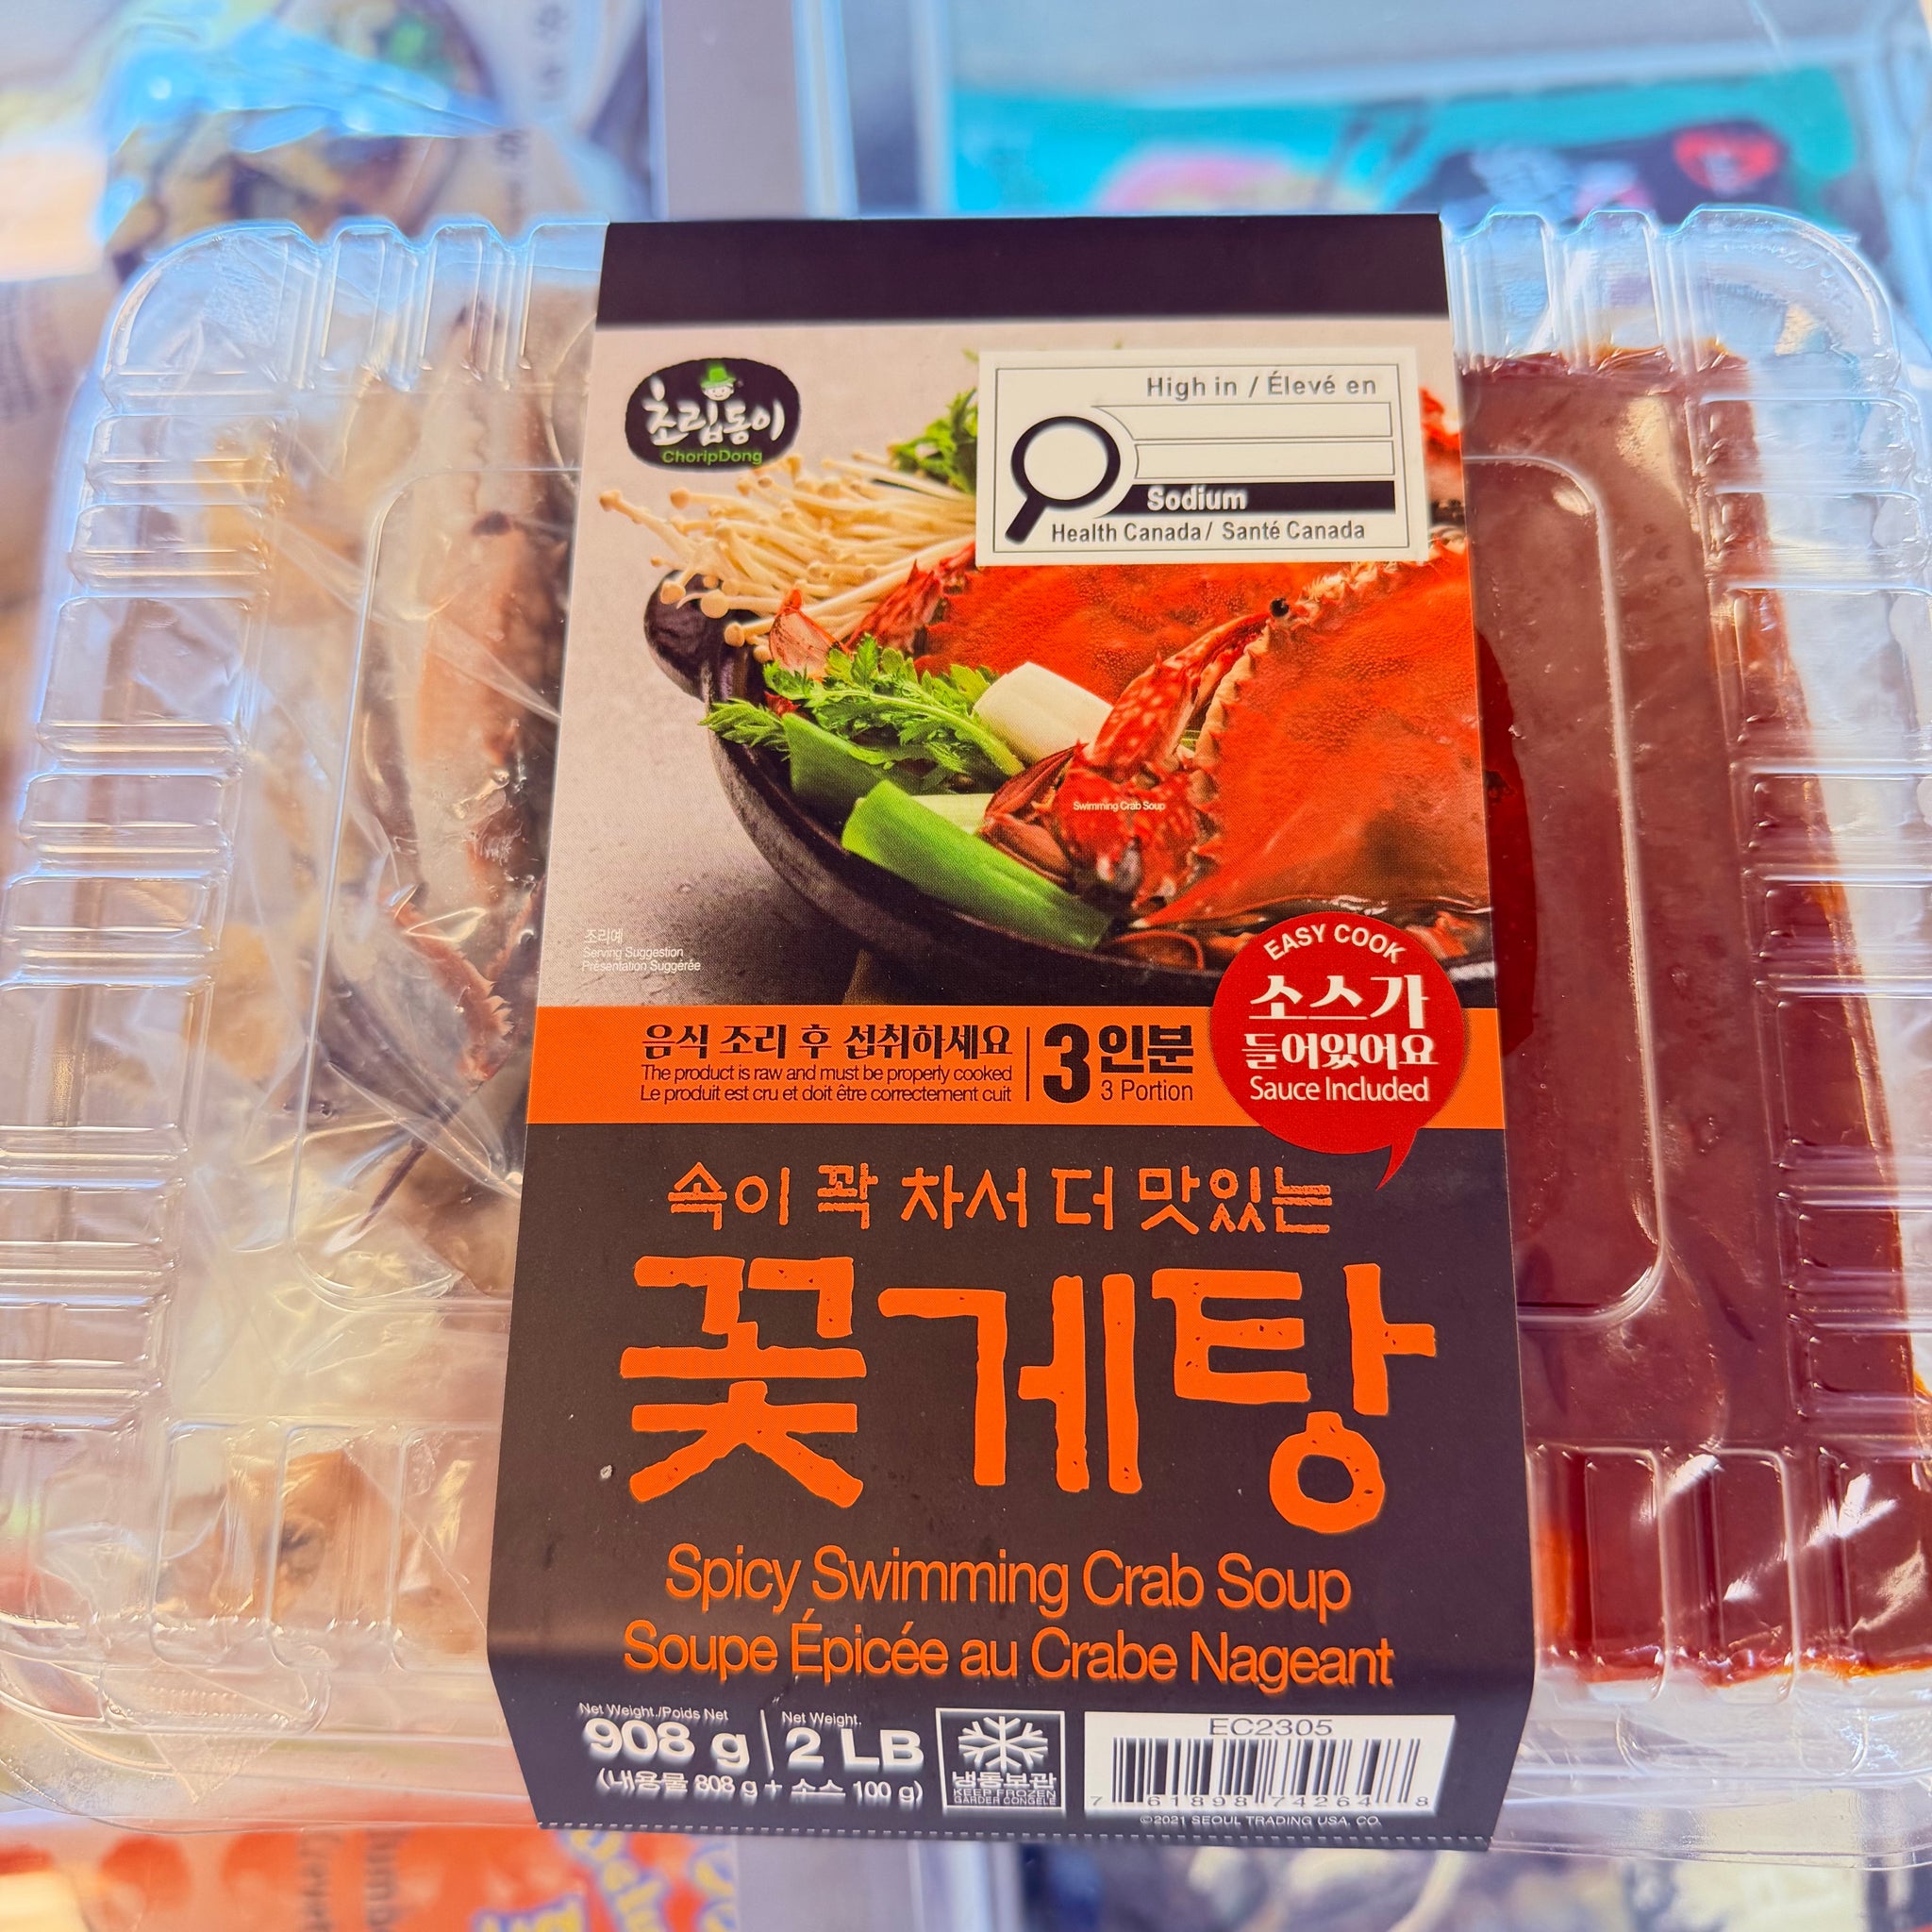 초립동이
ChoripDong
High in / Élevé en
Sodium
Health Canada / Santé Canada
Swimming Crab Soup
조리예
Serving Suggestion
Présentation Suggérée
EASY COOK
소스가
들어있어요
Sauce Included
음식 조리 후 섭취하세요
The product is raw and must be properly cooked
Le produit est cru et doit être correctement cuit
3인분
3 Portion
속이 꽉 차서 더 맛있는
꽃게탕
Spicy Swimming Crab Soup
Soupe Épicée au Crabe Nageant
Net Weight./Poids Net
908 g
Net Weight.
2 LB
(내용물 808 g + 소스 100 g)
냉동보관
KEEP FROZEN
GARDER CONGELÉ
EC2305
7 61898 74264 8
©2021 SEOUL TRADING USA, CO.